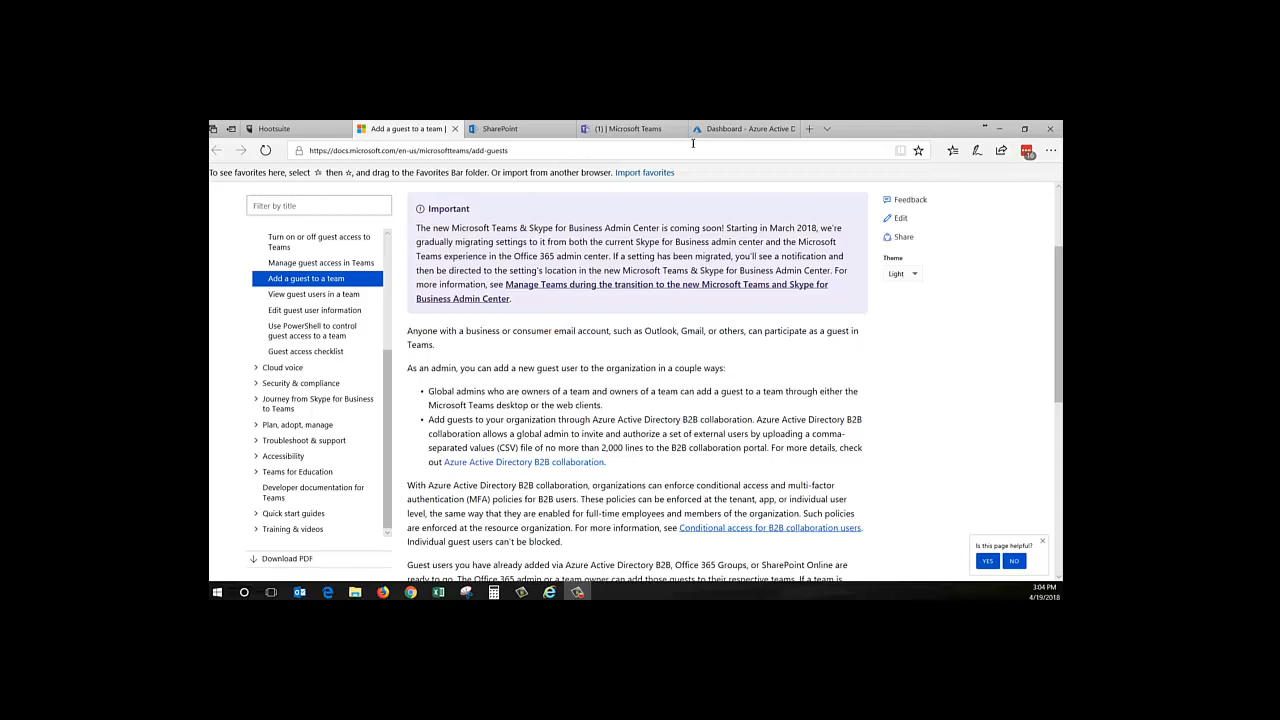 Hootsuite
Add a guest to a team |
SharePoint
(1) | Microsoft Teams
Dashboard - Azure Active D
https://docs.microsoft.com/en-us/microsoftteams/add-guests
16
To see favorites here, select ☆ then ☆, and drag to the Favorites Bar folder. Or import from another browser. Import favorites
Filter by title
Turn on or off guest access to
Teams
Manage guest access in Teams
Add a guest to a team
View guest users in a team
Edit guest user information
Use PowerShell to control
guest access to a team
Guest access checklist
Cloud voice
Security & compliance
Journey from Skype for Business
to Teams
Plan, adopt, manage
Troubleshoot & support
Accessibility
Teams for Education
Developer documentation for
Teams
Quick start guides
Training & videos
Download PDF
Important
The new Microsoft Teams & Skype for Business Admin Center is coming soon! Starting in March 2018, we're
gradually migrating settings to it from both the current Skype for Business admin center and the Microsoft
Teams experience in the Office 365 admin center. If a setting has been migrated, you'll see a notification and
then be directed to the setting's location in the new Microsoft Teams & Skype for Business Admin Center. For
more information, see Manage Teams during the transition to the new Microsoft Teams and Skype for
Business Admin Center.
Anyone with a business or consumer email account, such as Outlook, Gmail, or others, can participate as a guest in
Teams.
As an admin, you can add a new guest user to the organization in a couple ways:
• Global admins who are owners of a team and owners of a team can add a guest to a team through either the
Microsoft Teams desktop or the web clients.
• Add guests to your organization through Azure Active Directory B2B collaboration. Azure Active Directory B2B
collaboration allows a global admin to invite and authorize a set of external users by uploading a comma-
separated values (CSV) file of no more than 2,000 lines to the B2B collaboration portal. For more details, check
out Azure Active Directory B2B collaboration.
With Azure Active Directory B2B collaboration, organizations can enforce conditional access and multi-factor
authentication (MFA) policies for B2B users. These policies can be enforced at the tenant, app, or individual user
level, the same way that they are enabled for full-time employees and members of the organization. Such policies
are enforced at the resource organization. For more information, see Conditional access for B2B collaboration users.
Individual guest users can't be blocked.
Guest users you have already added via Azure Active Directory B2B, Office 365 Groups, or SharePoint Online are
ready to go. The Office 365 admin or a team owner can add those guests to their respective teams. If a team is
Feedback
Edit
Share
Theme
Light
Is this page helpful?
YES
NO
3:04 PM
4/19/2018